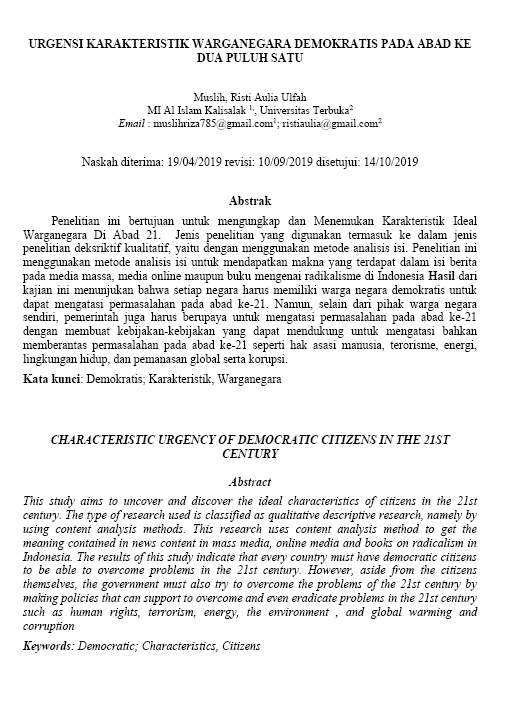 URGENSI KARAKTERISTIK WARGANEGARA DEMOKRATIS PADA ABAD KE
DUA PULUH SATU
Muslih, Risti Aulia Ulfah
MI Al Islam Kalisalak 1,, Universitas Terbuka2
Email : muslihriza785@gmail.com1; ristiaulia@gmail.com2
Naskah diterima: 19/04/2019 revisi: 10/09/2019 disetujui: 14/10/2019
Abstrak
Penelitian ini bertujuan untuk mengungkap dan Menemukan Karakteristik Ideal
Warganegara Di Abad 21. Jenis penelitian yang digunakan termasuk ke dalam jenis
penelitian deksriktif kualitatif, yaitu dengan menggunakan metode analisis isi. Penelitian ini
menggunakan metode analisis isi untuk mendapatkan makna yang terdapat dalam isi berita
pada media massa, media online maupun buku mengenai radikalisme di Indonesia Hasil dari
kajian ini menunjukan bahwa setiap negara harus memiliki warga negara demokratis untuk
dapat mengatasi permasalahan pada abad ke-21. Namun, selain dari pihak warga negara
sendiri, pemerintah juga harus berupaya untuk mengatasi permasalahan pada abad ke-21
dengan membuat kebijakan-kebijakan yang dapat mendukung untuk mengatasi bahkan
memberantas permasalahan pada abad ke-21 seperti hak asasi manusia, terorisme, energi,
lingkungan hidup, dan pemanasan global serta korupsi.
Kata kunci: Demokratis; Karakteristik, Warganegara
CHARACTERISTIC URGENCY OF DEMOCRATIC CITIZENS IN THE 21ST
CENTURY
Abstract
This study aims to uncover and discover the ideal characteristics of citizens in the 21st
century. The type of research used is classified as qualitative descriptive research, namely by
using content analysis methods. This research uses content analysis method to get the
meaning contained in news content in mass media, online media and books on radicalism in
Indonesia. The results of this study indicate that every country must have democratic citizens
to be able to overcome problems in the 21st century. However, aside from the citizens
themselves, the government must also try to overcome the problems of the 21st century by
making policies that can support to overcome and even eradicate problems in the 21st century
such as human rights, terrorism, energy, the environment , and global warming and
corruption
Keywords: Democratic; Characteristics, Citizens